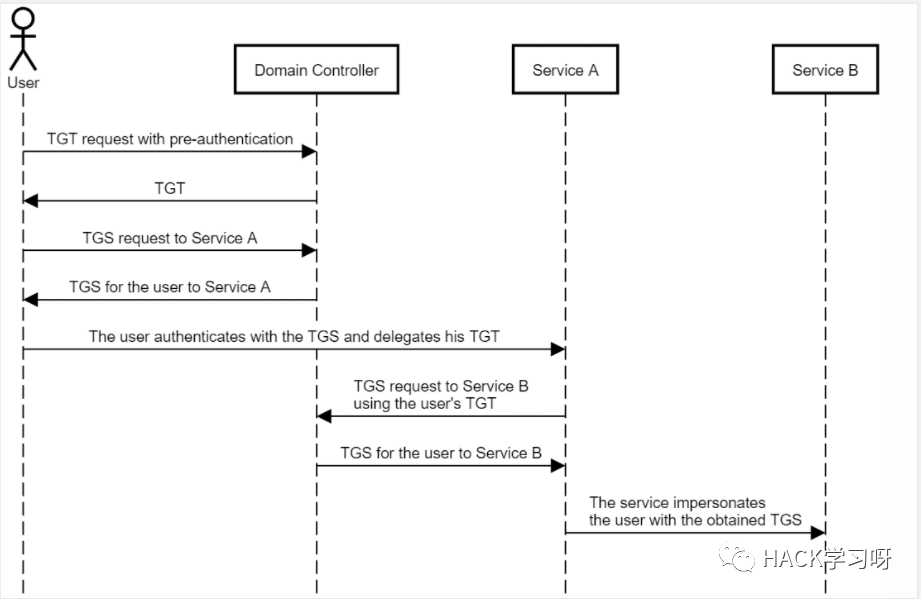 User
Domain Controller
Service A
Service B
TGT request with pre-authentication
TGT
TGS request to Service A
TGS for the user to Service A
The user authenticates with the TGS and delegates his TGT
TGS request to Service B
using the user's TGT
TGS for the user to Service B
The service impersonates
the user with the obtained TGS
HACK学习呀